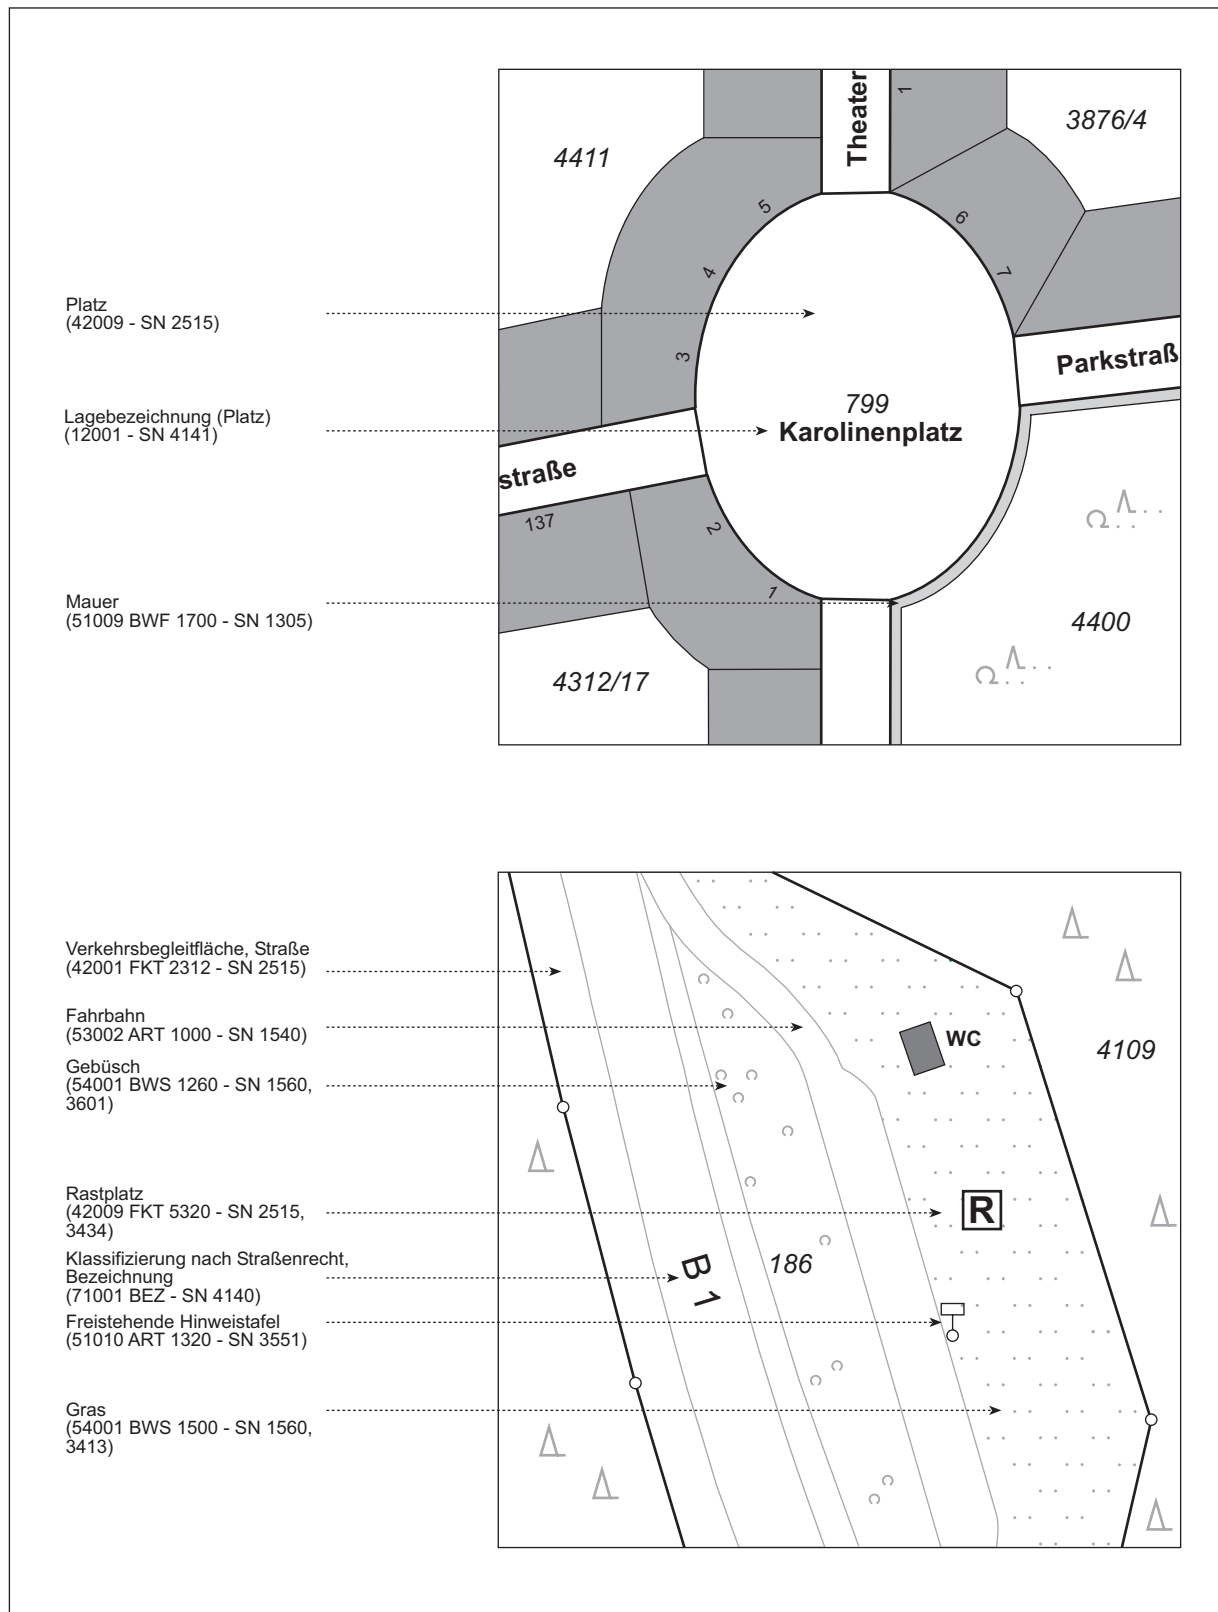 Theater
1
3876/4
4411
5
6
4
7
Platz
(42009 - SN 2515)
3
Parkstraß
799
Lagebezeichnung (Platz)
(12001 - SN 4141)
Karolinenplatz
straße
137
2
Mauer
(51009 BWF 1700 - SN 1305)
1
4400
4312/17
Verkehrsbegleitfläche, Straße
(42001 FKT 2312 - SN 2515)
Fahrbahn
(53002 ART 1000 - SN 1540)
WC
4109
Gebüsch
(54001 BWS 1260 - SN 1560,
3601)
Rastplatz
(42009 FKT 5320 - SN 2515,
3434)
R
Klassifizierung nach Straßenrecht,
Bezeichnung
(71001 BEZ - SN 4140)
B 1
186
Freistehende Hinweistafel
(51010 ART 1320 - SN 3551)
Gras
(54001 BWS 1500 - SN 1560,
3413)